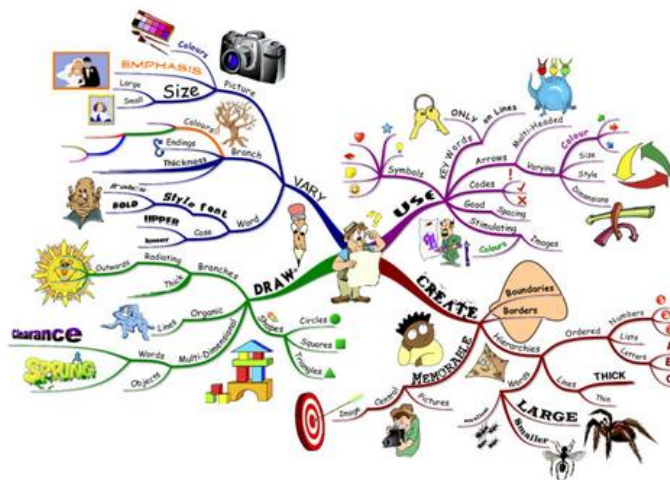 VARY
Picture
Colours
EMPHASIS
Size
Large
Small
Branch
Colours
Endings
Thickness
Word
Style Font
BOLD
Case
UPPER
lower
USE
KEY Words
ONLY
on Lines
Symbols
Arrows
Multi-Headed
Varying
Colour
Size
Style
Dimensions
Codes
Good Spacing
Stimulating
Images
Colours
DRAW
Branches
Radiating
Outwards
Thick
Organic
Lines
Multi-Dimensional
Words
Objects
Clearance
SPRING
Shapes
Circles
Squares
Triangles
CREATE
Boundaries
Borders
Hierarchies
Ordered
Numbers
Lists
Letters
Lines
THICK
Thin
Words
LARGE
Smaller
MEMORABLE
Pictures
Central
Image